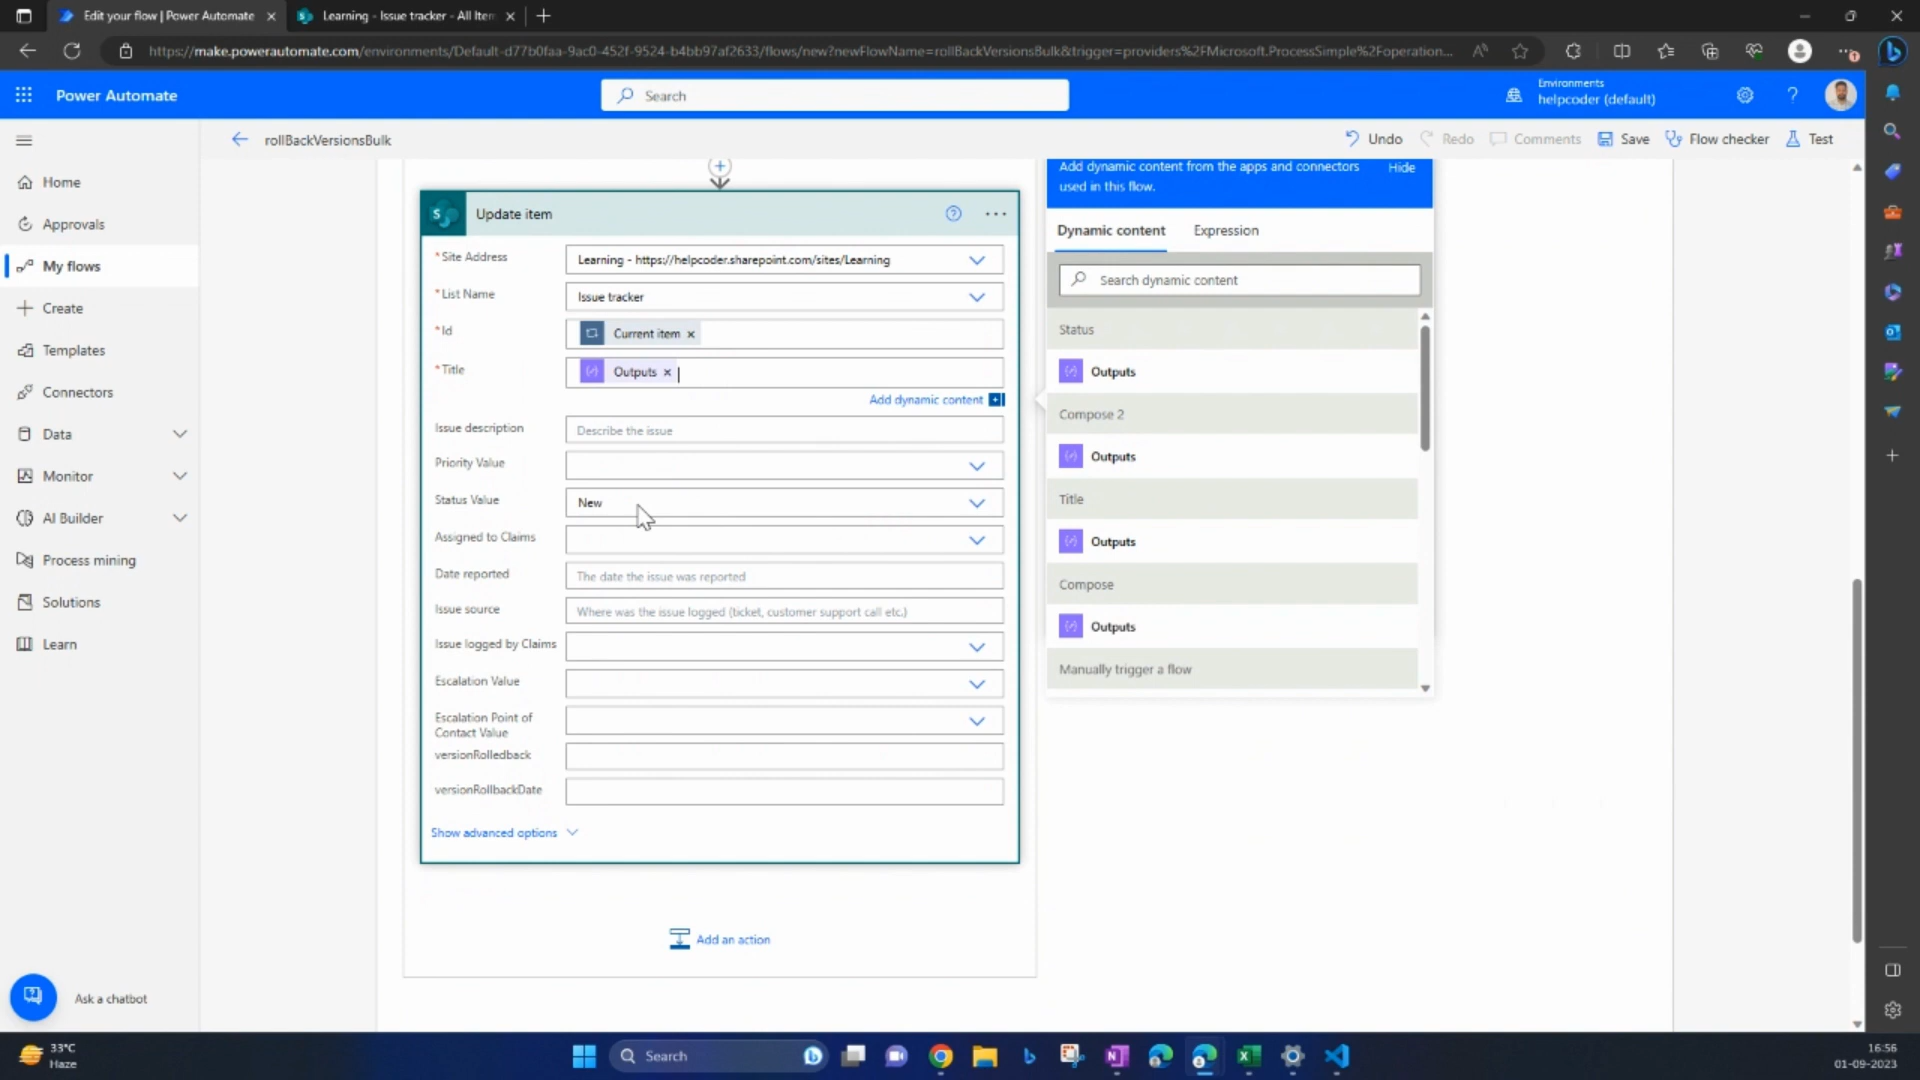 Edit your flow | Power Automate
Learning - Issue tracker - All Iten
https://make.powerautomate.com/environments/Default-d77b0faa-9ac0-452f-9524-b4bb97af2633/flows/new?newFlowName=rollBackVersionsBulk&trigger=providers%2FMicrosoft.ProcessSimple%2Foperation...
Power Automate
Search
Environments
helpcoder (default)
rollBackVersionsBulk
Undo
Redo
Comments
Save
Flow checker
Test
Home
Approvals
My flows
Create
Templates
Connectors
Data
Monitor
AI Builder
Process mining
Solutions
Learn
Ask a chatbot
Update item
* Site Address
Learning - https://helpcoder.sharepoint.com/sites/Learning
* List Name
Issue tracker
* Id
Current item ×
* Title
Outputs ×
Add dynamic content
Issue description
Describe the issue
Priority Value
Status Value
New
Assigned to Claims
Date reported
The date the issue was reported
Issue source
Where was the issue logged (ticket, customer support call etc.)
Issue logged by Claims
Escalation Value
Escalation Point of
Contact Value
versionRolledback
versionRollbackDate
Show advanced options
Add an action
Add dynamic content from the apps and connectors
used in this flow.
Hide
Dynamic content
Expression
Search dynamic content
Status
Outputs
Compose 2
Outputs
Title
Outputs
Compose
Outputs
Manually trigger a flow
33°C
Haze
Search
16:56
01-09-2023